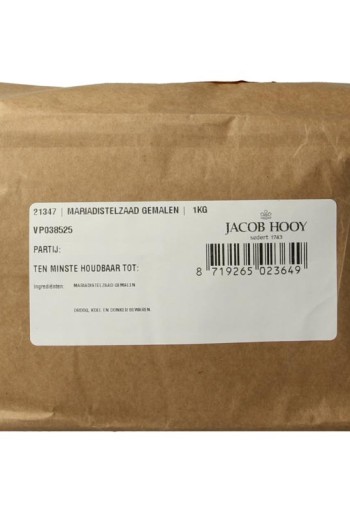 21347 | MARIADISTELZAAD GEMALEN | 1KG
VP038525
PARTIJ:
TEN MINSTE HOUDBAAR TOT:
Ingrediënten: MARIADISTELZAAD GEMALEN
DROOG, KOEL EN DONKER BEWAREN.
JACOB HOOY
sedert 1743
8 719265 023649